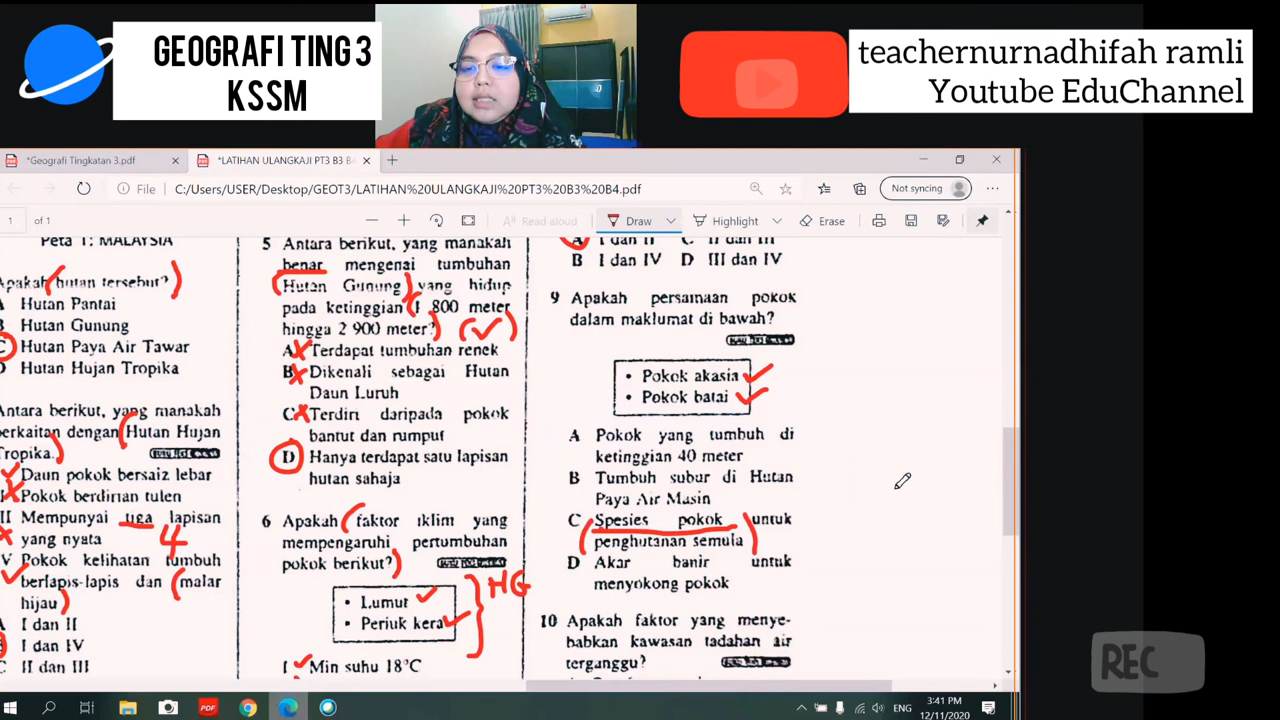 GEOGRAFI TING 3
KSSM
teachernurnadhifah ramli
Youtube EduChannel
*Geografi Tingkatan 3.pdf
*LATIHAN ULANGKAJI PT3 B3 B4
File
C:/Users/USER/Desktop/GEOT3/LATIHAN%20ULANGKAJI%20PT3%20B3%20B4.pdf
Not syncing
1
of 1
Read aloud
Draw
Highlight
Erase
Peta 1: MALAYSIA
Apakah hutan tersebut?
Hutan Pantai
Hutan Gunung
C Hutan Paya Air Tawar
Hutan Hujan Tropika
Antara berikut, yang manakah
berkaitan dengan Hutan Hujan
Tropika.
Daun pokok bersaiz lebar
Pokok berdirian tulen
II Mempunyai tiga lapisan
yang nyata 4
V Pokok kelihatan tumbuh
berlapis-lapis dan malar
hijau
A I dan II
I dan IV
C II dan III
5 Antara berikut, yang manakah
benar mengenai tumbuhan
Hutan Gunung yang hidup
pada ketinggian 1 800 meter
hingga 2 900 meter?
A Terdapat tumbuhan renek
B Dikenali sebagai Hutan
Daun Luruh
C Terdiri daripada pokok
bantut dan rumput
D Hanya terdapat satu lapisan
hutan sahaja
6 Apakah faktor iklim yang
mempengaruhi pertumbuhan
pokok berikut?
• Lumut
• Periuk kera
HG
I Min suhu 18°C
A I dan II C II dan III
B I dan IV D III dan IV
9 Apakah persamaan pokok
dalam maklumat di bawah?
• Pokok akasia
• Pokok batai
A Pokok yang tumbuh di
ketinggian 40 meter
B Tumbuh subur di Hutan
Paya Air Masin
C Spesies pokok untuk
penghutanan semula
D Akar banir untuk
menyokong pokok
10 Apakah faktor yang menye-
babkan kawasan tadahan air
terganggu?
REC
ENG
3:41 PM
12/11/2020